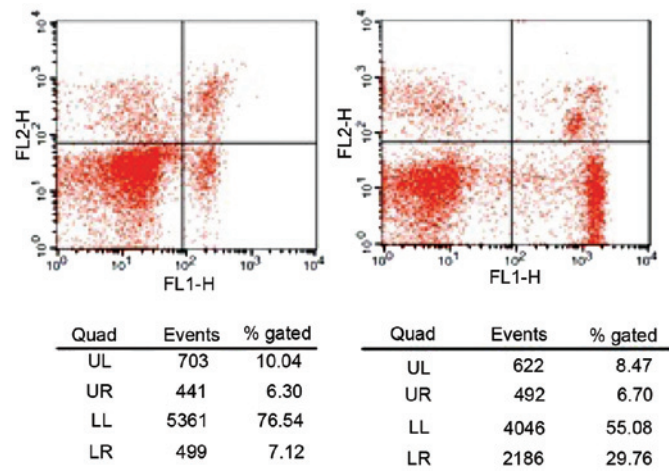 10⁴
10³
10²
10¹
10⁰
FL2-H
10⁰ 10¹ 10² 10³ 10⁴
FL1-H
10⁴
10³
10²
10¹
10⁰
FL2-H
10⁰ 10¹ 10² 10³ 10⁴
FL1-H
Quad Events % gated
UL 703 10.04
UR 441 6.30
LL 5361 76.54
LR 499 7.12
Quad Events % gated
UL 622 8.47
UR 492 6.70
LL 4046 55.08
LR 2186 29.76